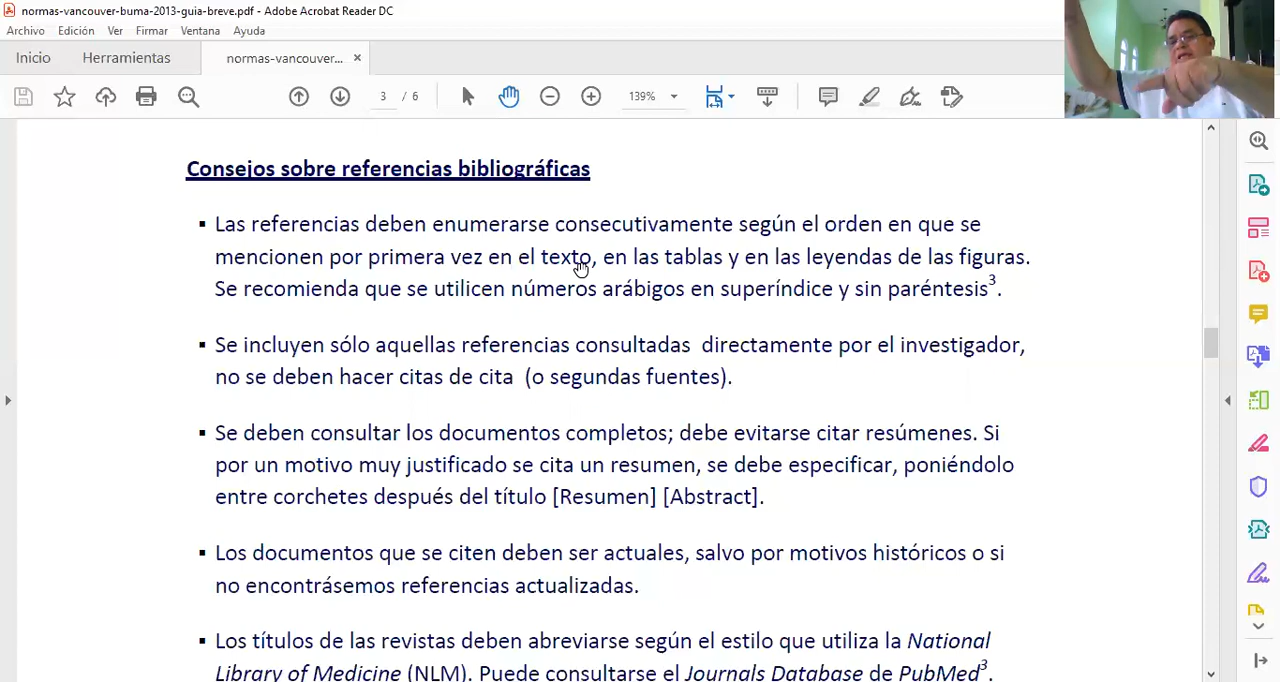 normas-vancouver-buma-2013-guia-breve.pdf - Adobe Acrobat Reader DC
Archivo Edición Ver Firmar Ventana Ayuda
Inicio Herramientas normas-vancouver... ×
3 / 6 139%
Consejos sobre referencias bibliográficas
▪ Las referencias deben enumerarse consecutivamente según el orden en que se
mencionen por primera vez en el texto, en las tablas y en las leyendas de las figuras.
Se recomienda que se utilicen números arábigos en superíndice y sin paréntesis³.
▪ Se incluyen sólo aquellas referencias consultadas directamente por el investigador,
no se deben hacer citas de cita (o segundas fuentes).
▪ Se deben consultar los documentos completos; debe evitarse citar resúmenes. Si
por un motivo muy justificado se cita un resumen, se debe especificar, poniéndolo
entre corchetes después del título [Resumen] [Abstract].
▪ Los documentos que se citen deben ser actuales, salvo por motivos históricos o si
no encontrásemos referencias actualizadas.
▪ Los títulos de las revistas deben abreviarse según el estilo que utiliza la National
Library of Medicine (NLM). Puede consultarse el Journals Database de PubMed³.